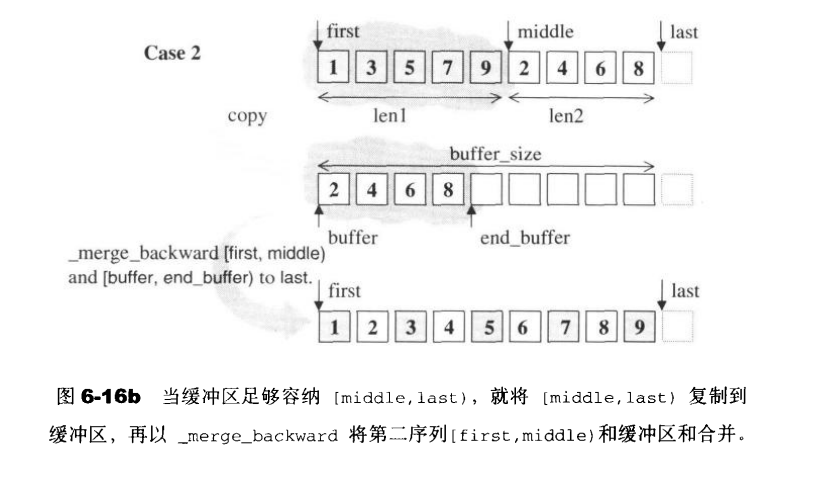 Case 2
first middle last
1 3 5 7 9 2 4 6 8
copy len1 len2
buffer_size
2 4 6 8
buffer end_buffer
_merge_backward [first, middle)
and [buffer, end_buffer) to last.
first last
1 2 3 4 5 6 7 8 9
图 6-16b 当缓冲区足够容纳 [middle,last)，就将 [middle,last) 复制到
缓冲区，再以 _merge_backward 将第二序列[first,middle)和缓冲区和合并。